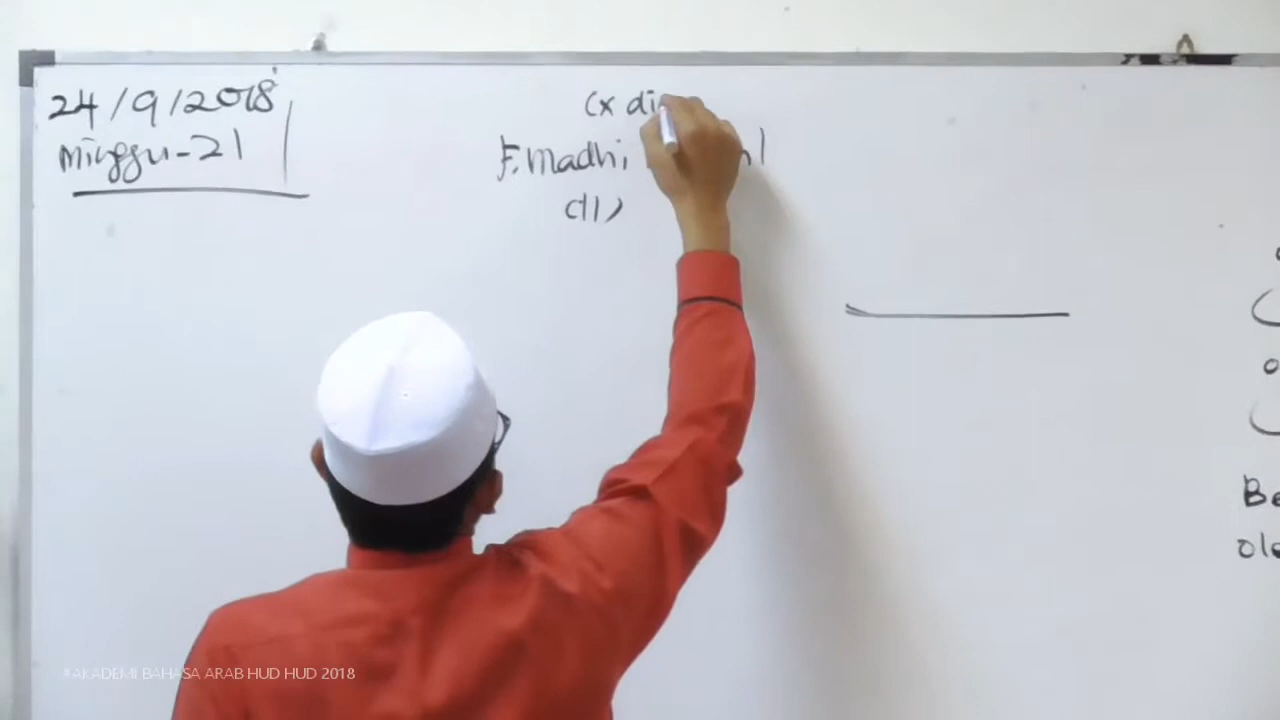 24/9/2018
Minggu-21
(x di
F. Madhi
(1)
Be
ole
#AKADEMI BAHASA ARAB HUD HUD 2018